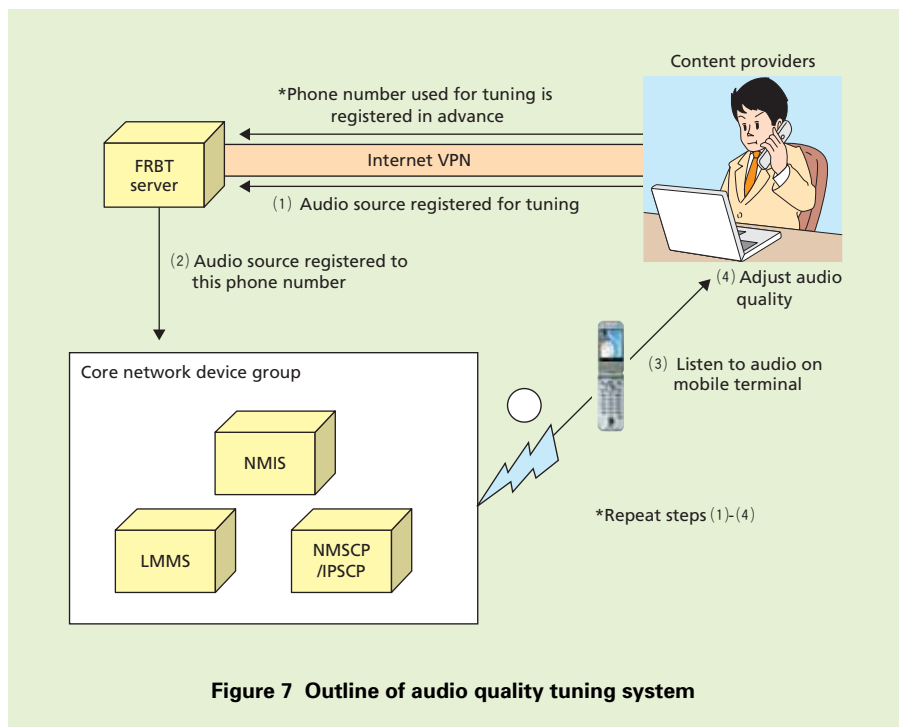 Content providers
*Phone number used for tuning is
registered in advance
Internet VPN
FRBT
server
(1) Audio source registered for tuning
(2) Audio source registered to
this phone number
(4) Adjust audio
quality
(3) Listen to audio on
mobile terminal
Core network device group
NMIS
LMMS
NMSCP
/IPSCP
*Repeat steps (1)-(4)
Figure 7 Outline of audio quality tuning system